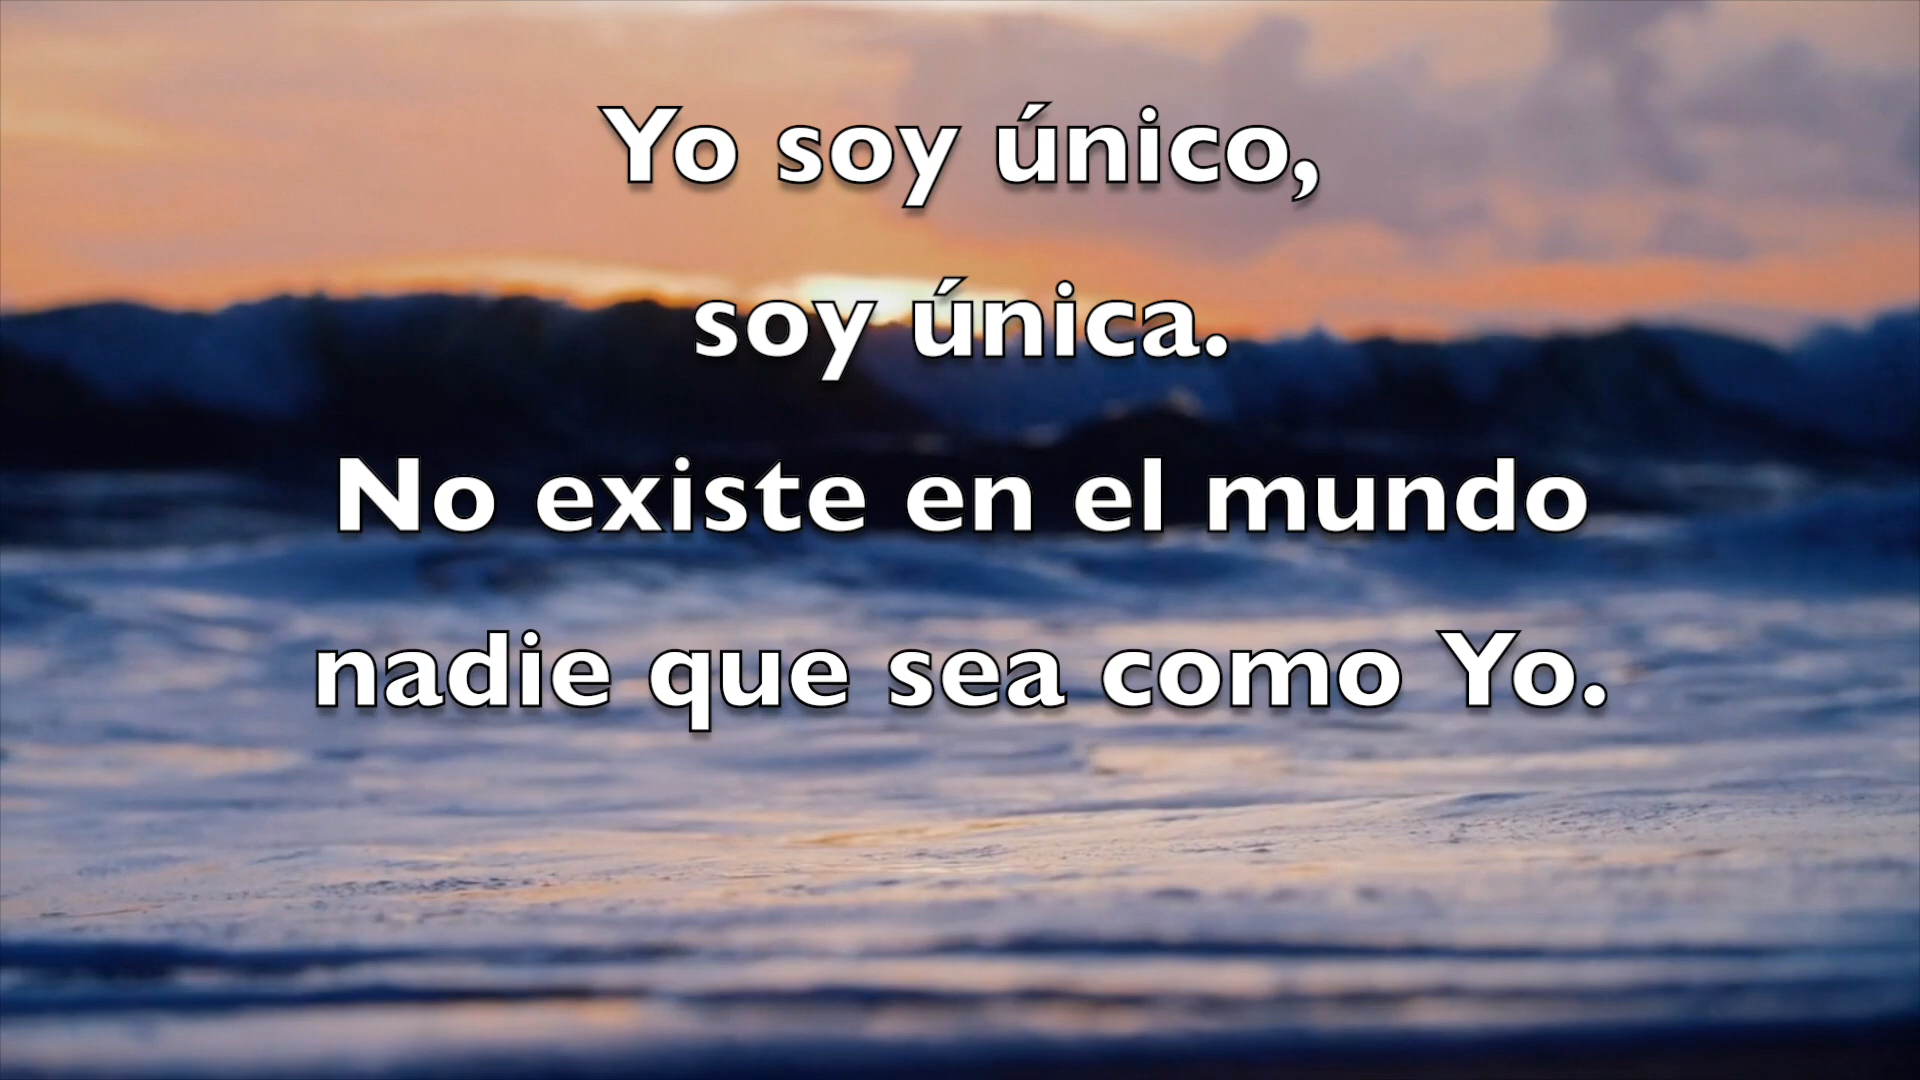 Yo soy único,
soy única.
No existe en el mundo
nadie que sea como Yo.